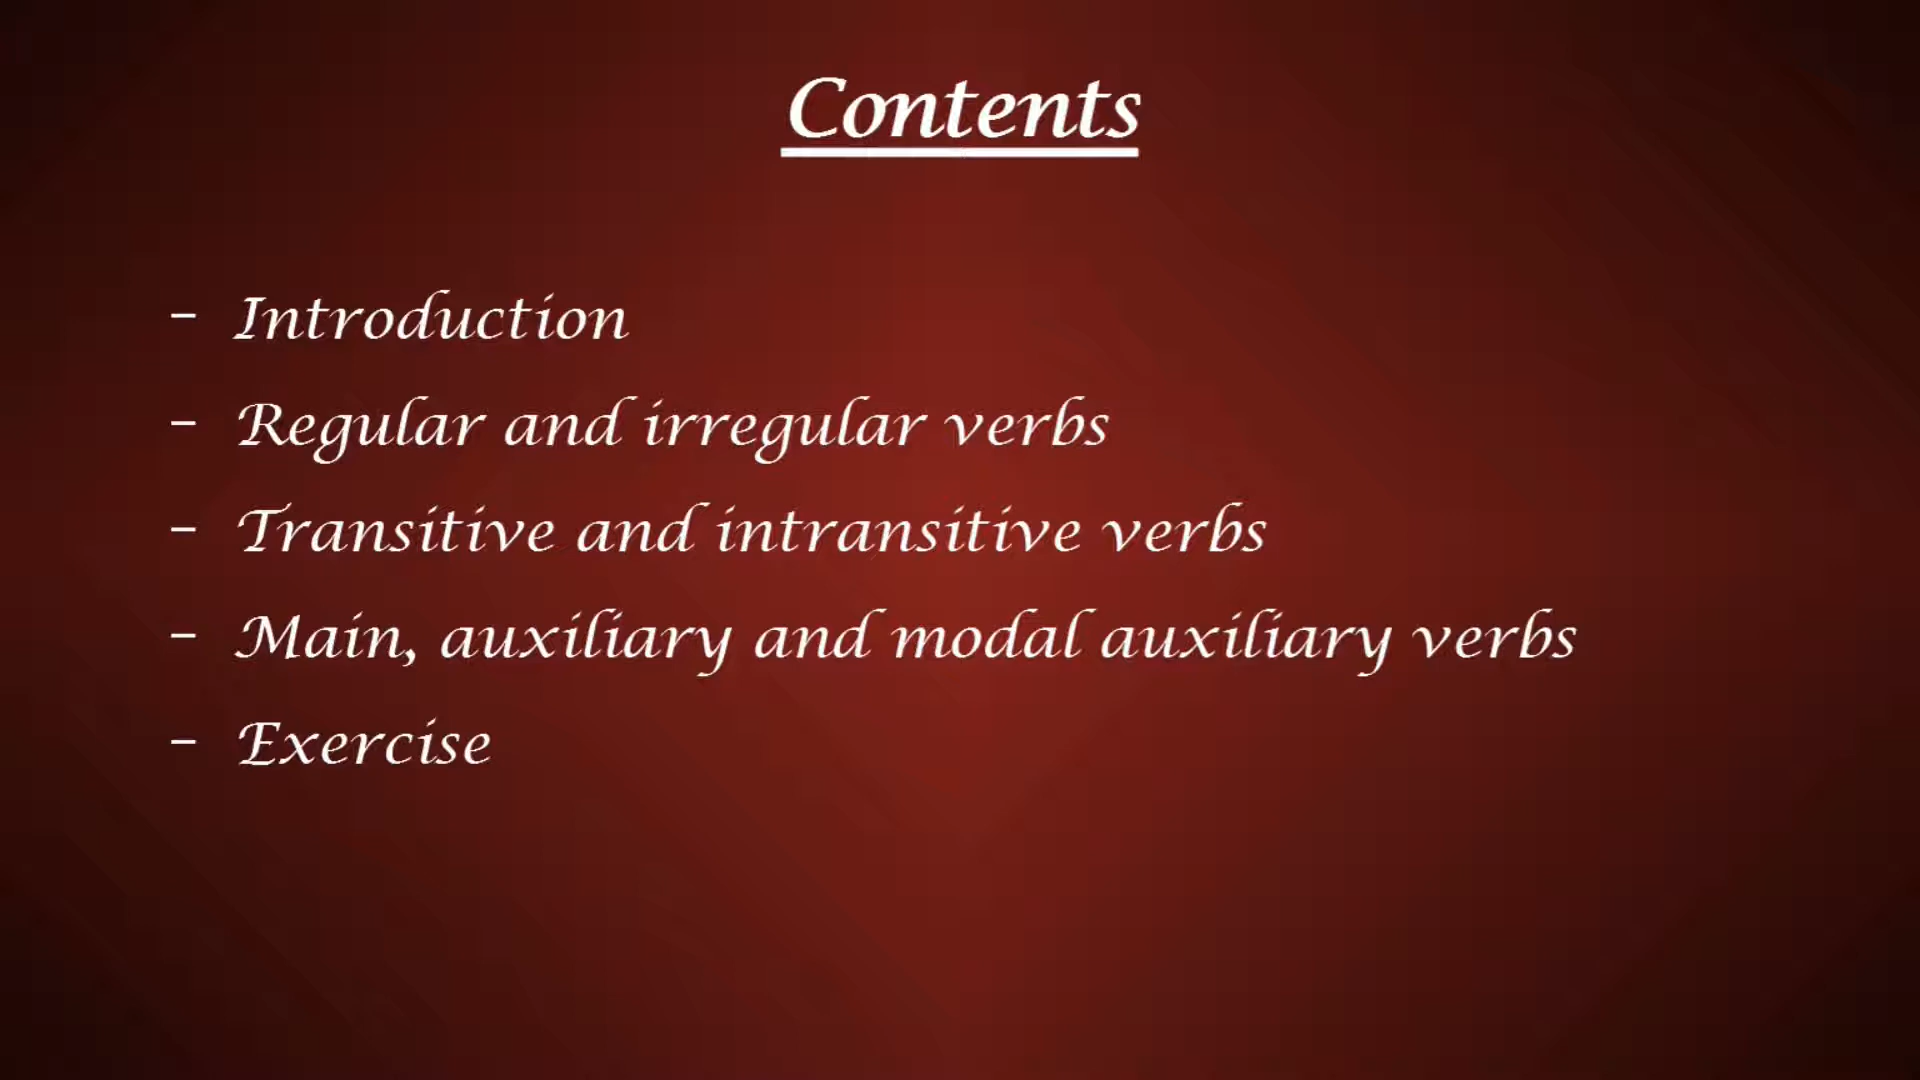 Contents
- Introduction
- Regular and irregular verbs
- Transitive and intransitive verbs
- Main, auxiliary and modal auxiliary verbs
- Exercise